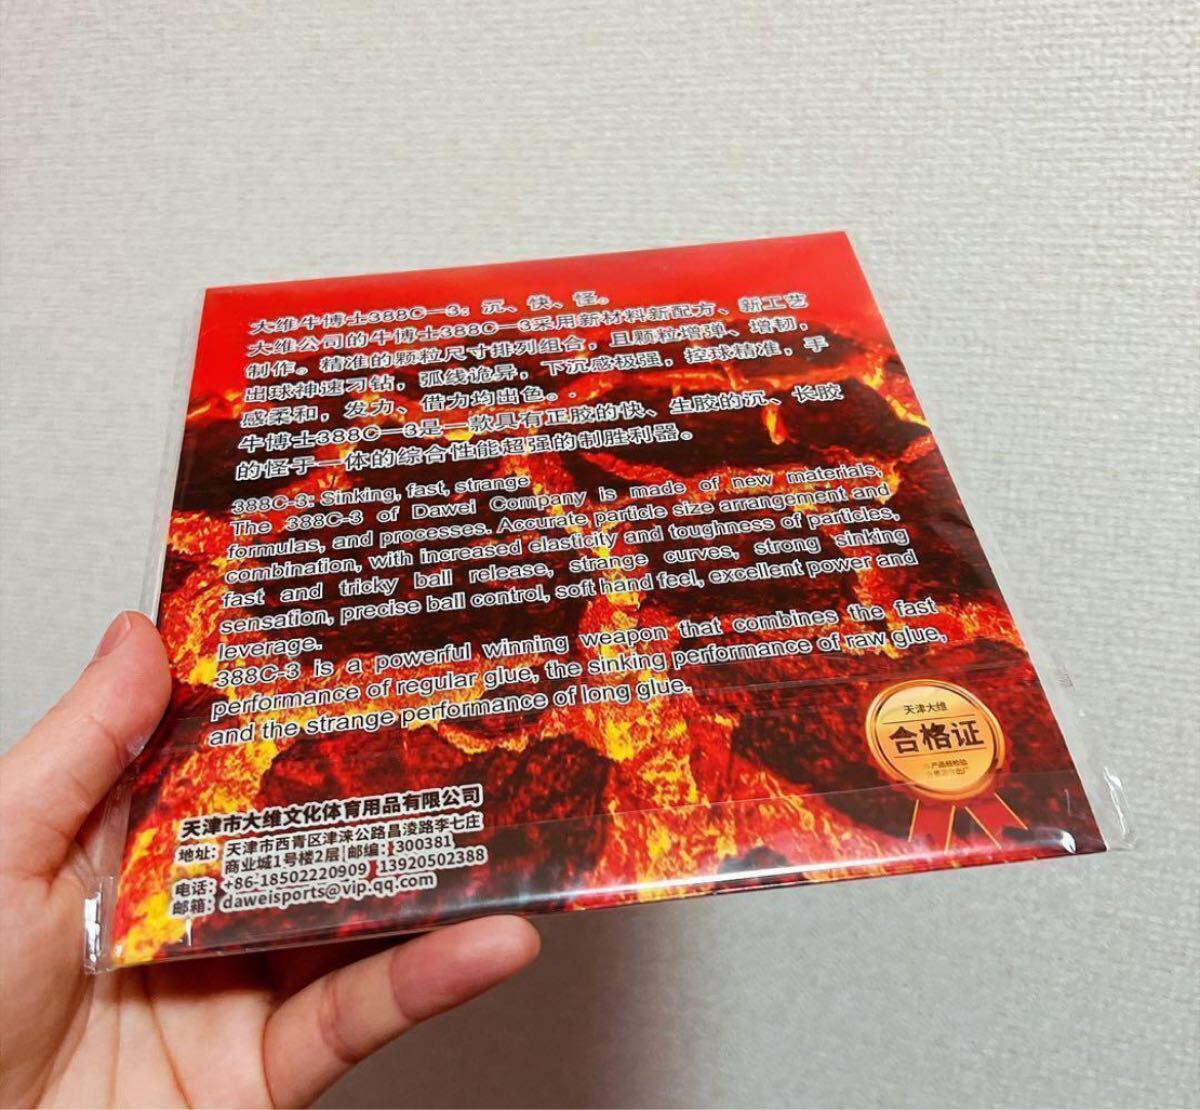 大维牛博士388C—3：沉、快、怪。
大维公司的牛博士388C—3采用新材料新配方、新工艺
制作。精准的颗粒尺寸排列组合，且颗粒增弹、增韧，
出球神速刁钻，弧线诡异，下沉感极强，控球精准，手
感柔和，发力、借力均出色。.
牛博士388C—3是一款具有正胶的快、生胶的沉、长胶
的怪于一体的综合性能超强的制胜利器。
388C-3: Sinking, fast, strange
The 388C-3 of Dawei Company is made of new materials,
formulas, and processes. Accurate particle size arrangement and
combination, with increased elasticity and toughness of particles,
fast and tricky ball release, strange curves, strong sinking
sensation, precise ball control, soft hand feel, excellent power and
leverage.
388C-3 is a powerful winning weapon that combines the fast
performance of regular glue, the sinking performance of raw glue,
and the strange performance of long glue.
天津大维
合格证
产品经检验
天津市大维文化体育用品有限公司
地址：天津市西青区津涞公路昌凌路李七庄
商业城1号楼2层 邮编：300381
电话：+86-18502220909 13920502388
邮箱：daweisports@vip.qq.com